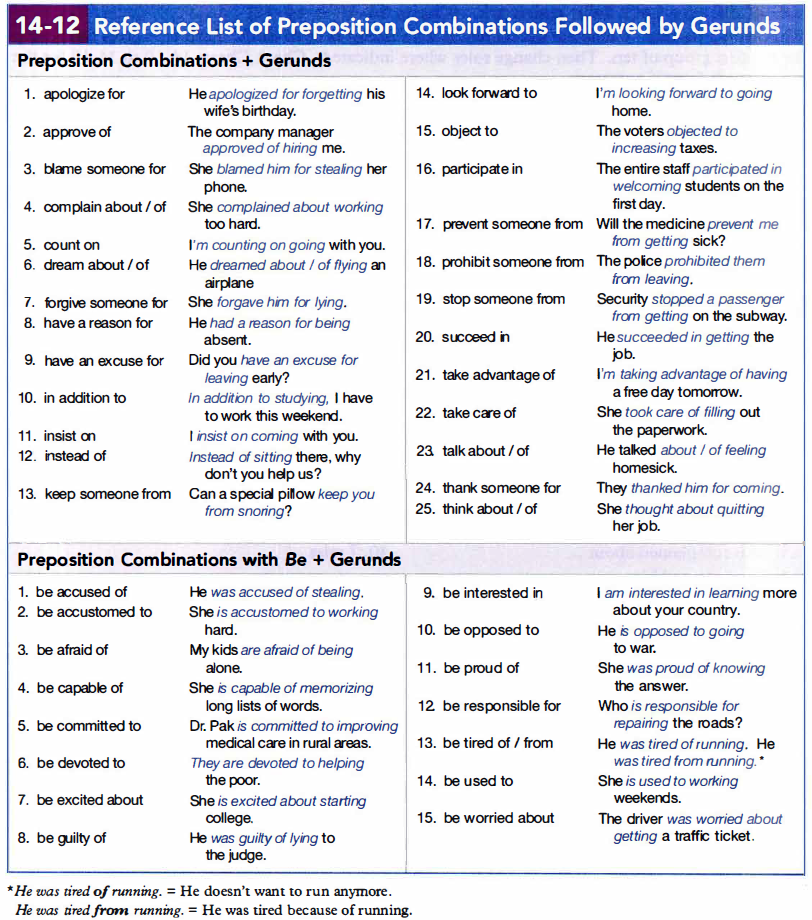 14-12 Reference List of Preposition Combinations Followed by Gerunds
Preposition Combinations + Gerunds
1. apologize for He apologized for forgetting his
wife's birthday.
2. approve of The company manager
approved of hiring me.
3. blame someone for She blamed him for stealing her
phone.
4. complain about / of She complained about working
too hard.
5. count on I'm counting on going with you.
6. dream about / of He dreamed about / of flying an
airplane
7. forgive someone for She forgave him for lying.
8. have a reason for He had a reason for being
absent.
9. have an excuse for Did you have an excuse for
leaving early?
10. in addition to In addition to studying, I have
to work this weekend.
11. insist on I insist on coming with you.
12. instead of Instead of sitting there, why
don't you help us?
13. keep someone from Can a special pillow keep you
from snoring?
14. look forward to I'm looking forward to going
home.
15. object to The voters objected to
increasing taxes.
16. participate in The entire staff participated in
welcoming students on the
first day.
17. prevent someone from Will the medicine prevent me
from getting sick?
18. prohibit someone from The police prohibited them
from leaving.
19. stop someone from Security stopped a passenger
from getting on the subway.
20. succeed in He succeeded in getting the
job.
21. take advantage of I'm taking advantage of having
a free day tomorrow.
22. take care of She took care of filling out
the paperwork.
23. talk about / of He talked about / of feeling
homesick.
24. thank someone for They thanked him for coming.
25. think about / of She thought about quitting
her job.
Preposition Combinations with Be + Gerunds
1. be accused of He was accused of stealing.
2. be accustomed to She is accustomed to working
hard.
3. be afraid of My kids are afraid of being
alone.
4. be capable of She is capable of memorizing
long lists of words.
5. be committed to Dr. Pak is committed to improving
medical care in rural areas.
6. be devoted to They are devoted to helping
the poor.
7. be excited about She is excited about starting
college.
8. be guilty of He was guilty of lying to
the judge.
9. be interested in I am interested in learning more
about your country.
10. be opposed to He is opposed to going
to war.
11. be proud of She was proud of knowing
the answer.
12 be responsible for Who is responsible for
repairing the roads?
13. be tired of / from He was tired of running. He
was tired from running.*
14. be used to She is used to working
weekends.
15. be worried about The driver was worried about
getting a traffic ticket.
*He was tired of running. = He doesn't want to run anymore.
He was tired from running. = He was tired because of running.